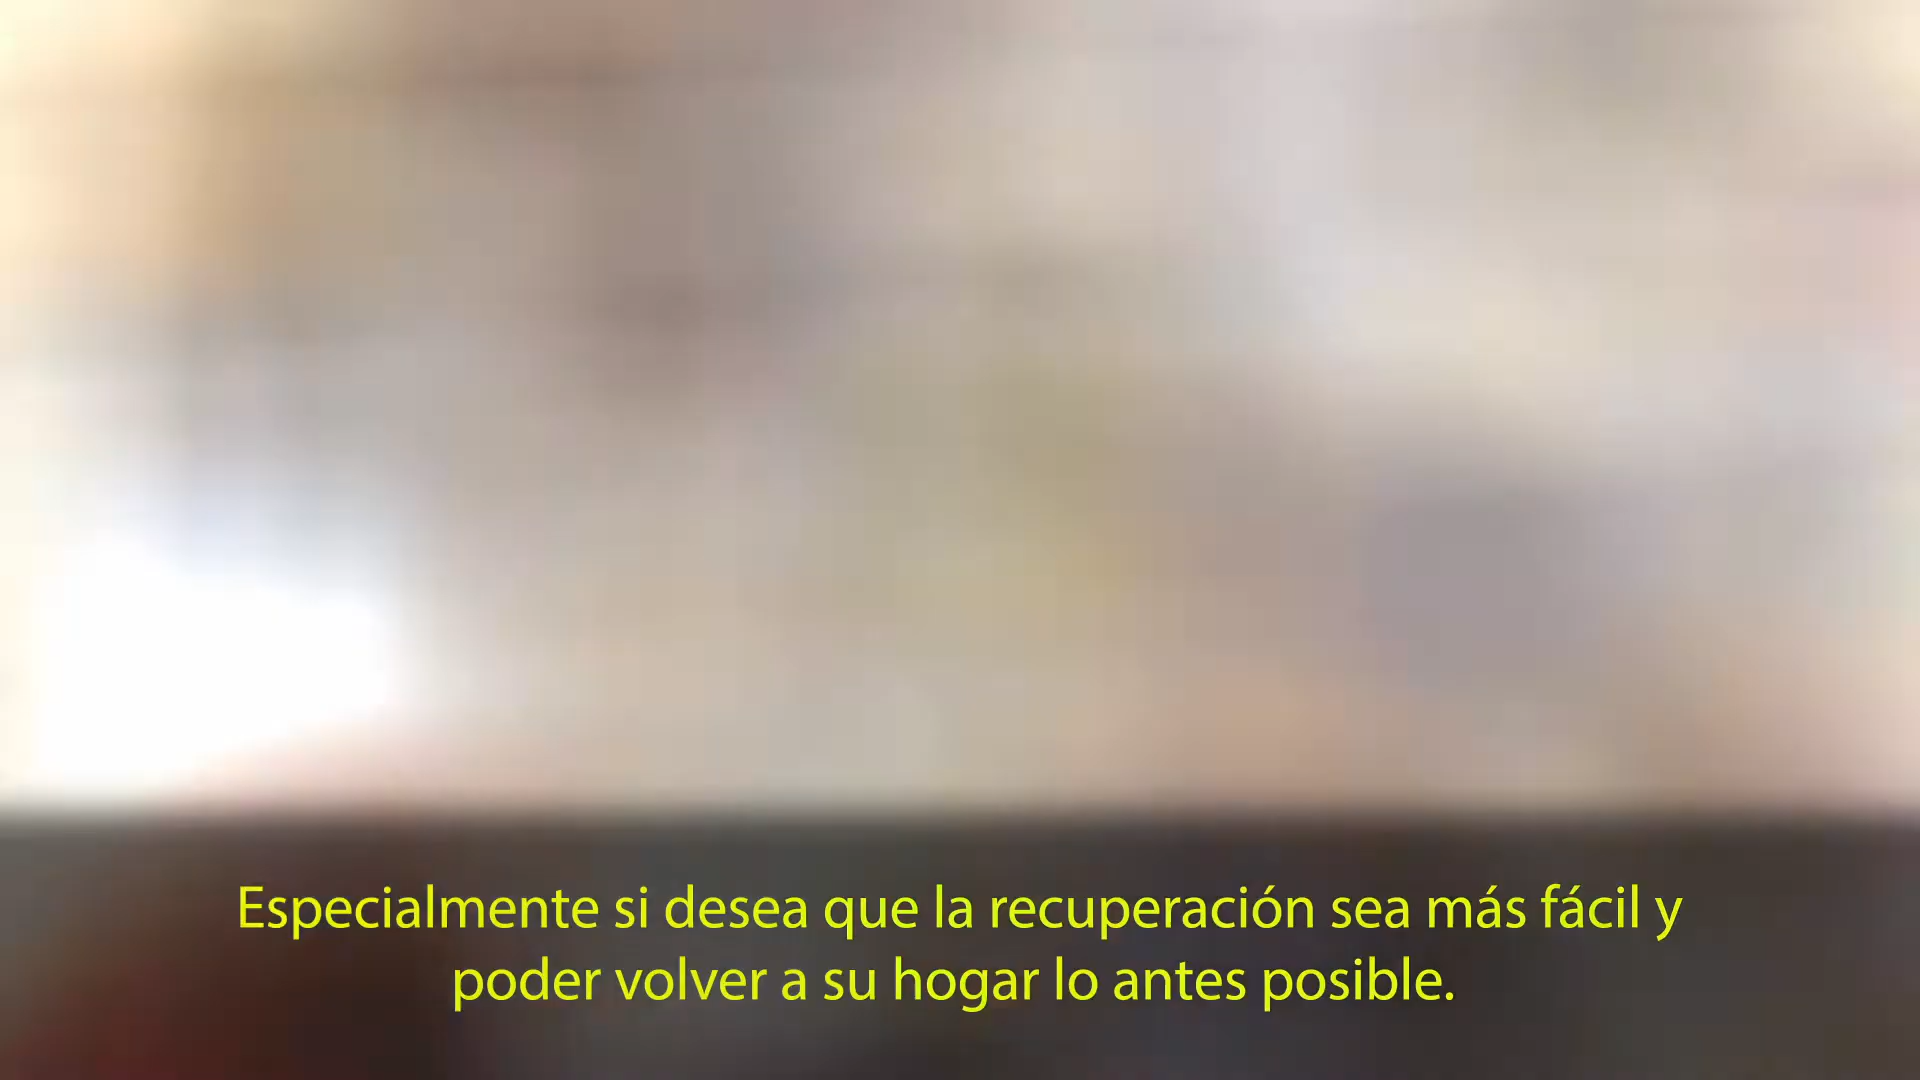 Especialmente si desea que la recuperación sea más fácil y
poder volver a su hogar lo antes posible.